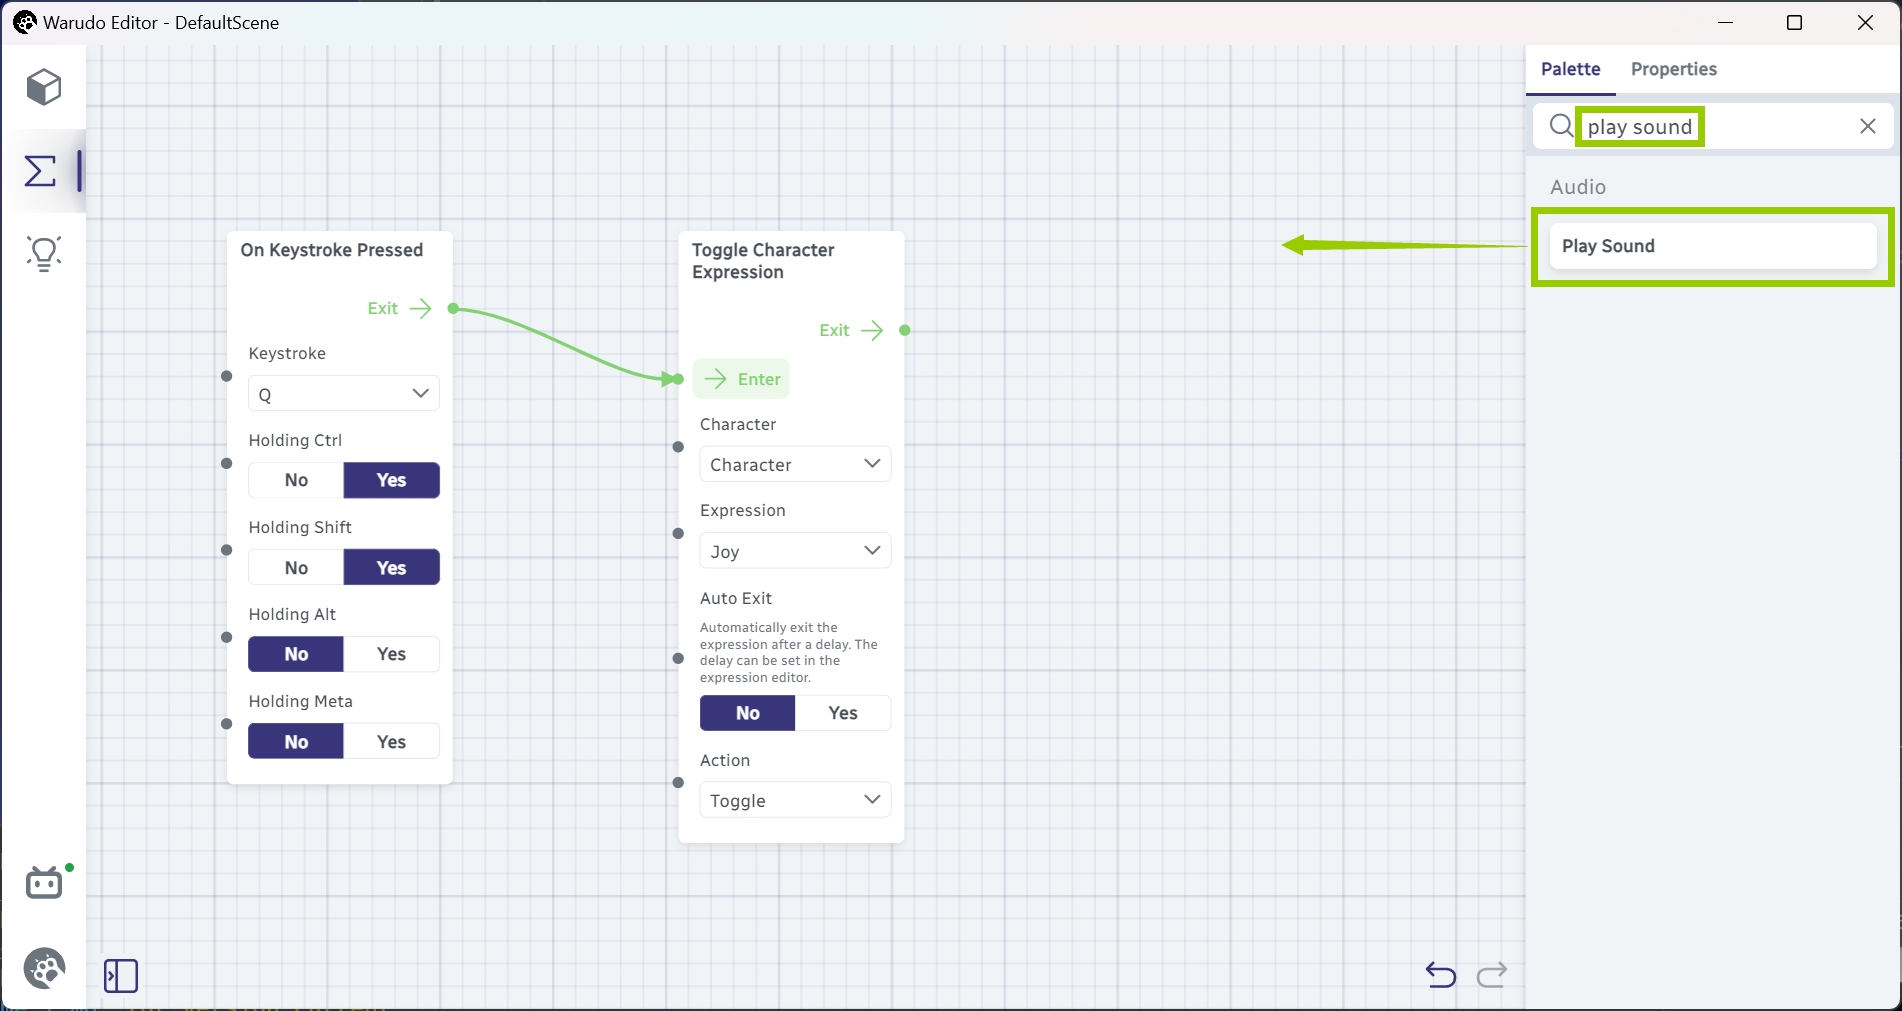 Warudo Editor - DefaultScene
Palette
Properties
play sound
Audio
Play Sound
On Keystroke Pressed
Exit
Keystroke
Q
Holding Ctrl
No
Yes
Holding Shift
No
Yes
Holding Alt
No
Yes
Holding Meta
No
Yes
Toggle Character
Expression
Exit
Enter
Character
Character
Expression
Joy
Auto Exit
Automatically exit the
expression after a delay. The
delay can be set in the
expression editor.
No
Yes
Action
Toggle